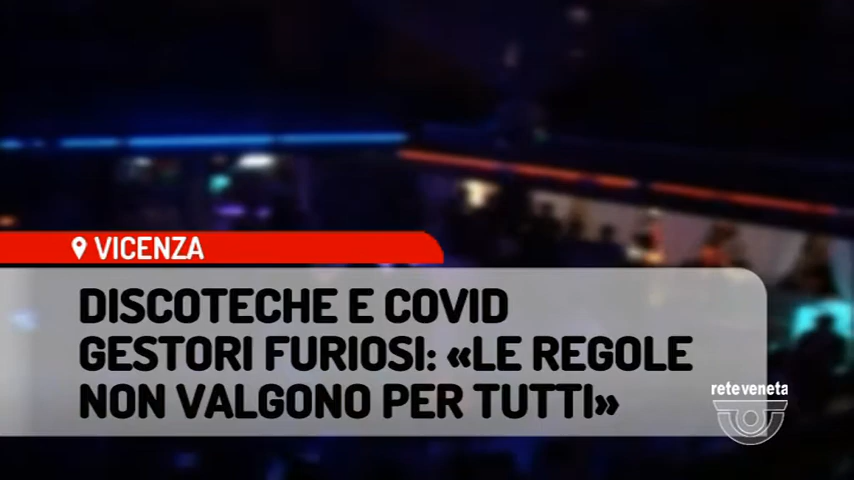 VICENZA
DISCOTECHE E COVID
GESTORI FURIOSI: «LE REGOLE
NON VALGONO PER TUTTI»
reteveneta